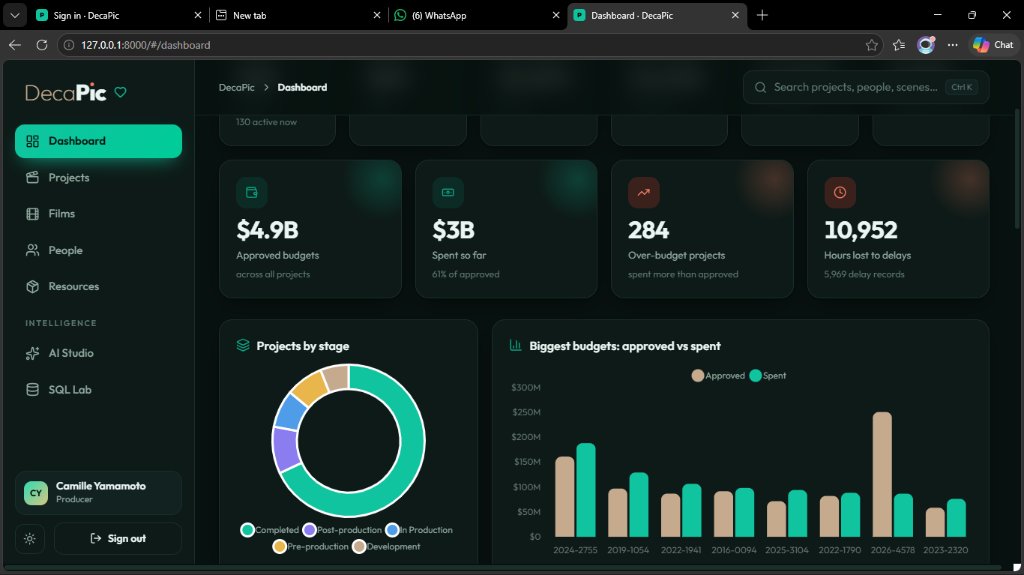 Sign in · DecaPic
New tab
(6) WhatsApp
Dashboard · DecaPic
127.0.0.1:8000/#/dashboard
Chat
DecaPic
DecaPic > Dashboard
Search projects, people, scenes...
Ctrl K
Dashboard
Projects
Films
People
Resources
INTELLIGENCE
AI Studio
SQL Lab
CY
Camille Yamamoto
Producer
Sign out
130 active now
$4.9B
Approved budgets
across all projects
$3B
Spent so far
61% of approved
284
Over-budget projects
spent more than approved
10,952
Hours lost to delays
5,969 delay records
Projects by stage
Completed Post-production In Production
Pre-production Development
Biggest budgets: approved vs spent
Approved Spent
$300M
$250M
$200M
$150M
$100M
$50M
$0
2024-2755 2019-1054 2022-1941 2016-0094 2025-3104 2022-1790 2026-4578 2023-2320